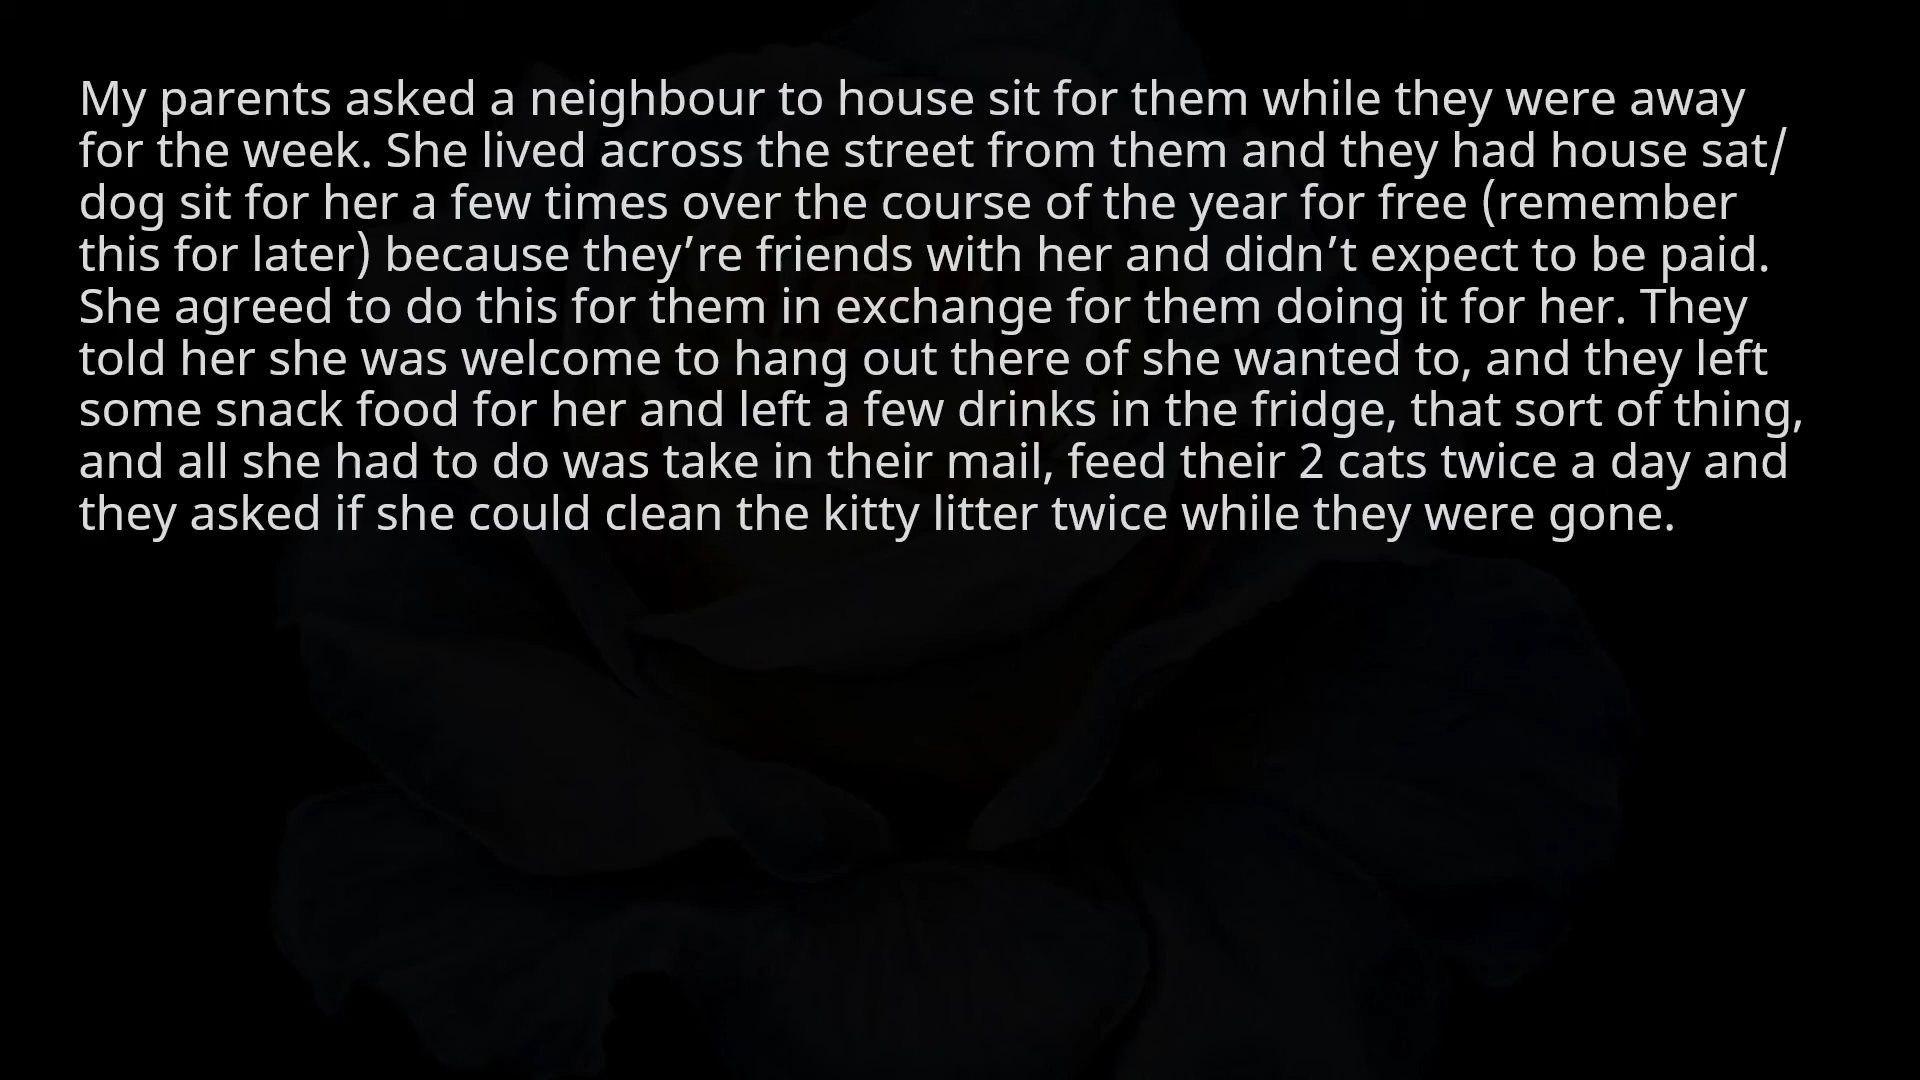 My parents asked a neighbour to house sit for them while they were away
for the week. She lived across the street from them and they had house sat/
dog sit for her a few times over the course of the year for free (remember
this for later) because they’re friends with her and didn’t expect to be paid.
She agreed to do this for them in exchange for them doing it for her. They
told her she was welcome to hang out there of she wanted to, and they left
some snack food for her and left a few drinks in the fridge, that sort of thing,
and all she had to do was take in their mail, feed their 2 cats twice a day and
they asked if she could clean the kitty litter twice while they were gone.